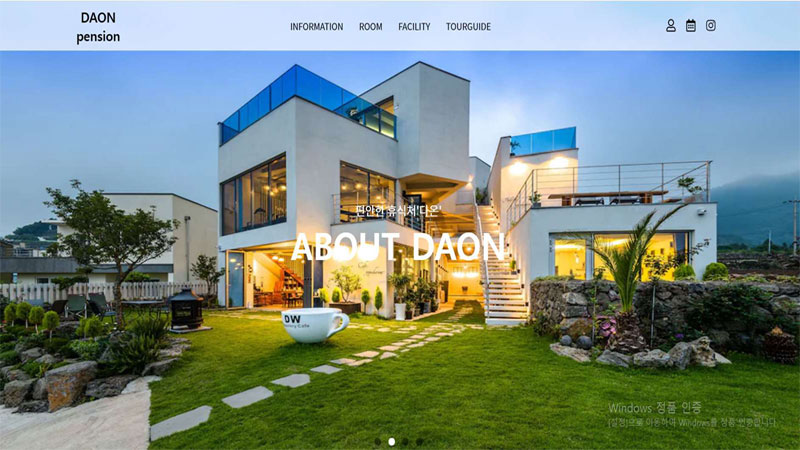 DAON
pension
INFORMATION ROOM FACILITY TOURGUIDE
편안한 휴식처'다온'
ABOUT DAON
DW
Windows 정품 인증
[설정]으로 이동하여 Windows를 정품 인증합니다.